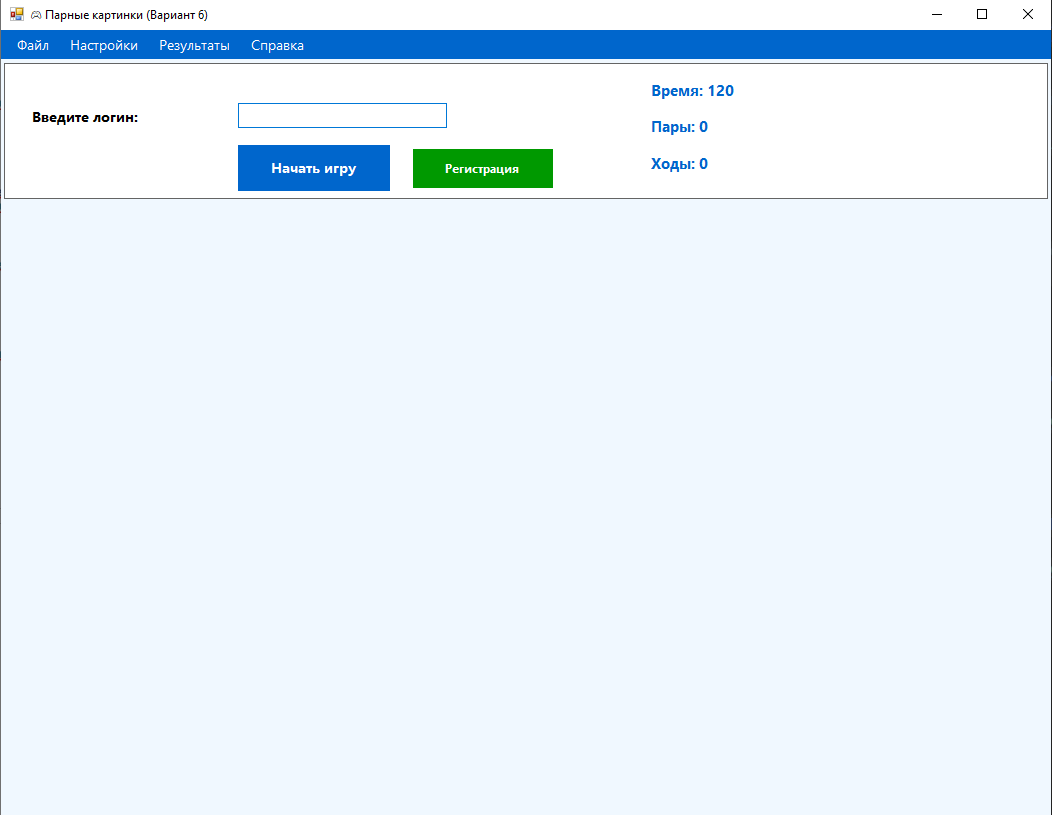 Парные картинки (Вариант 6)
Файл Настройки Результаты Справка
Введите логин:
Начать игру
Регистрация
Время: 120
Пары: 0
Ходы: 0